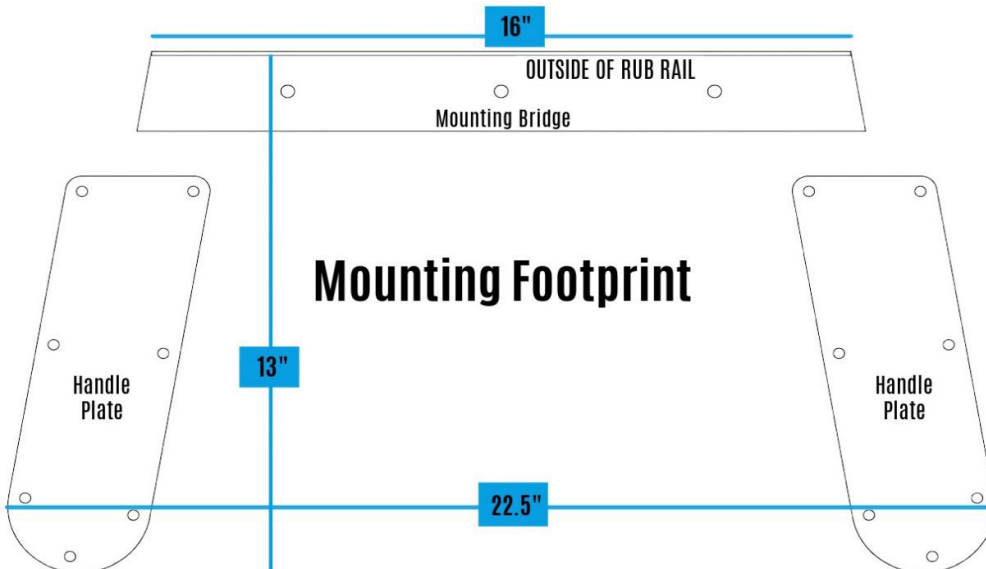 16"
OUTSIDE OF RUB RAIL
Mounting Bridge
Mounting Footprint
13"
Handle
Plate
Handle
Plate
22.5"